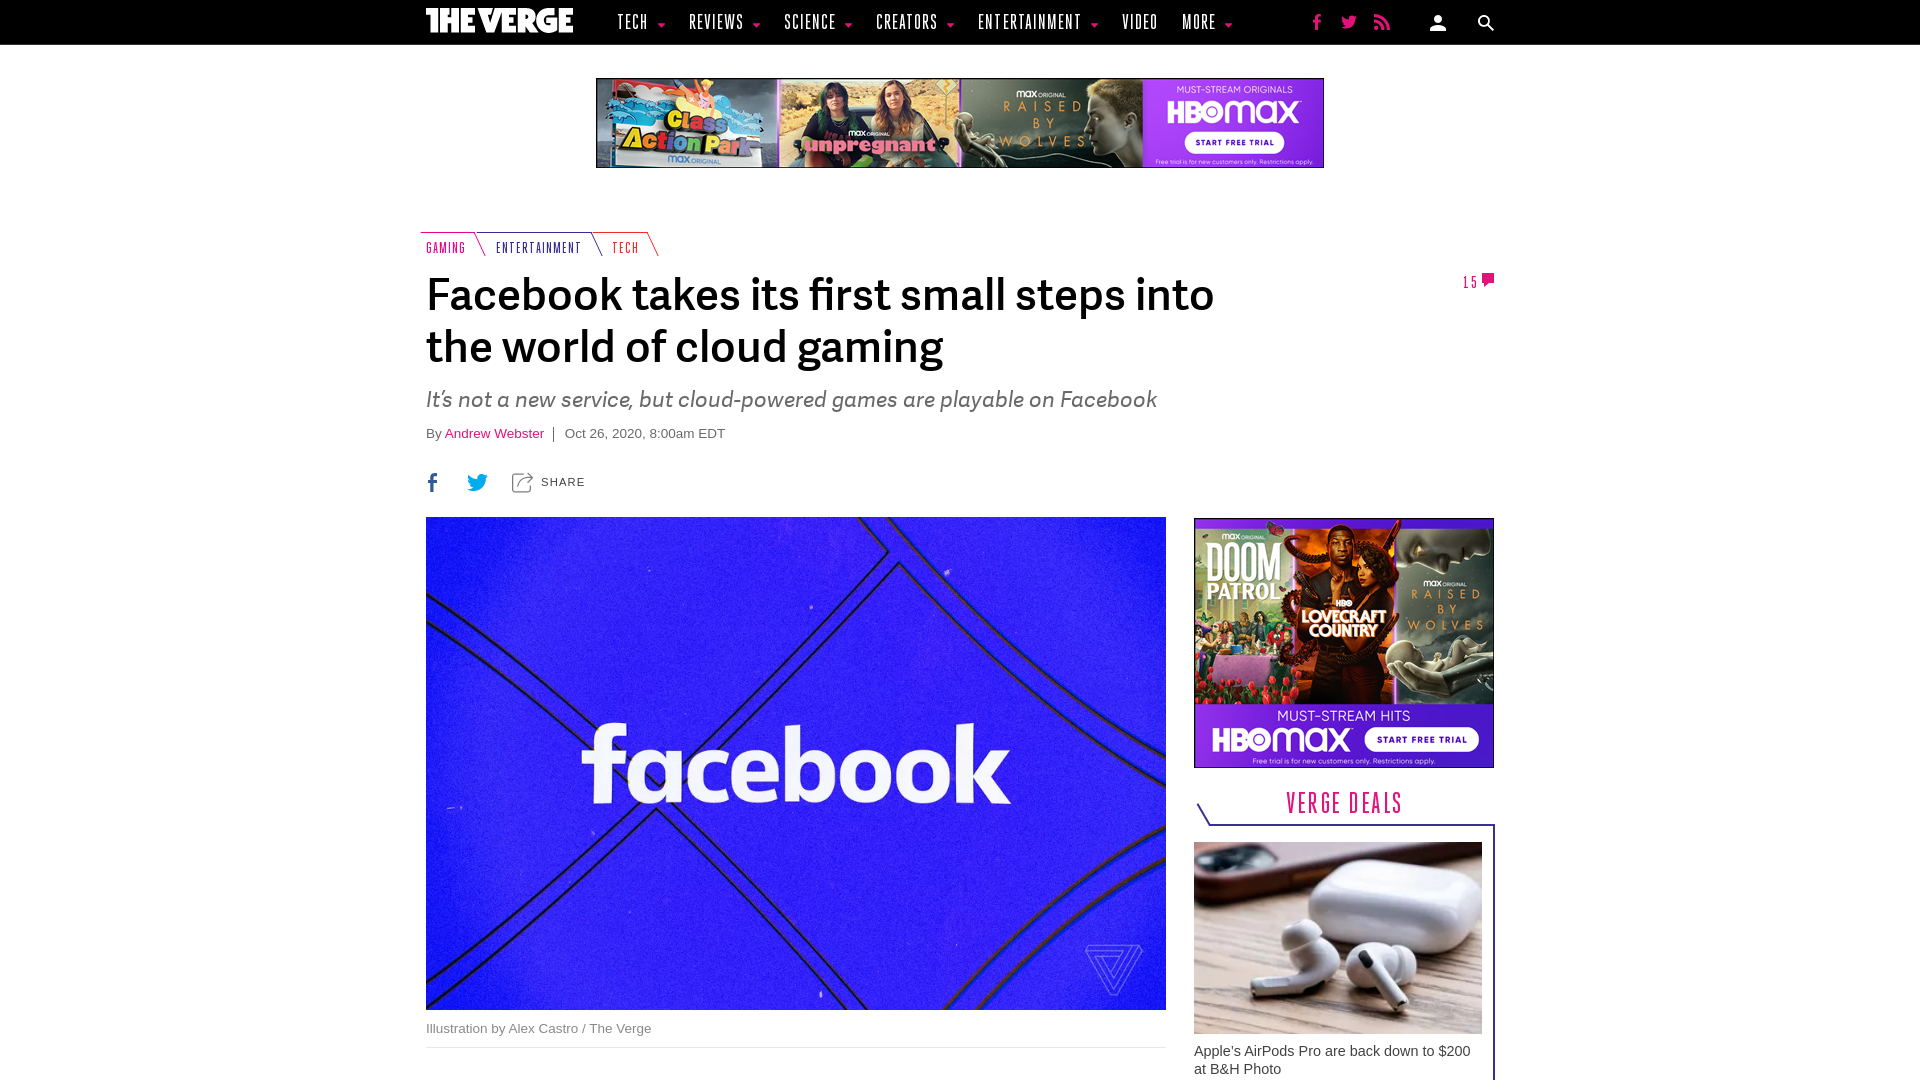 THE VERGE
TECH REVIEWS SCIENCE CREATORS ENTERTAINMENT VIDEO MORE
Class Action Park
max ORIGINAL
max ORIGINAL
unpregnant
max ORIGINAL
RAISED
BY
WOLVES
MUST-STREAM ORIGINALS
HBOmax
START FREE TRIAL
Free trial is for new customers only. Restrictions apply.
GAMING ENTERTAINMENT TECH
Facebook takes its first small steps into
the world of cloud gaming
15
It’s not a new service, but cloud-powered games are playable on Facebook
By Andrew Webster | Oct 26, 2020, 8:00am EDT
SHARE
facebook
Illustration by Alex Castro / The Verge
max ORIGINAL
DOOM
PATROL
HBO
LOVECRAFT
COUNTRY
max ORIGINAL
RAISED
BY
WOLVES
MUST-STREAM HITS
HBOmax
START FREE TRIAL
Free trial is for new customers only. Restrictions apply.
VERGE DEALS
Apple’s AirPods Pro are back down to $200
at B&H Photo